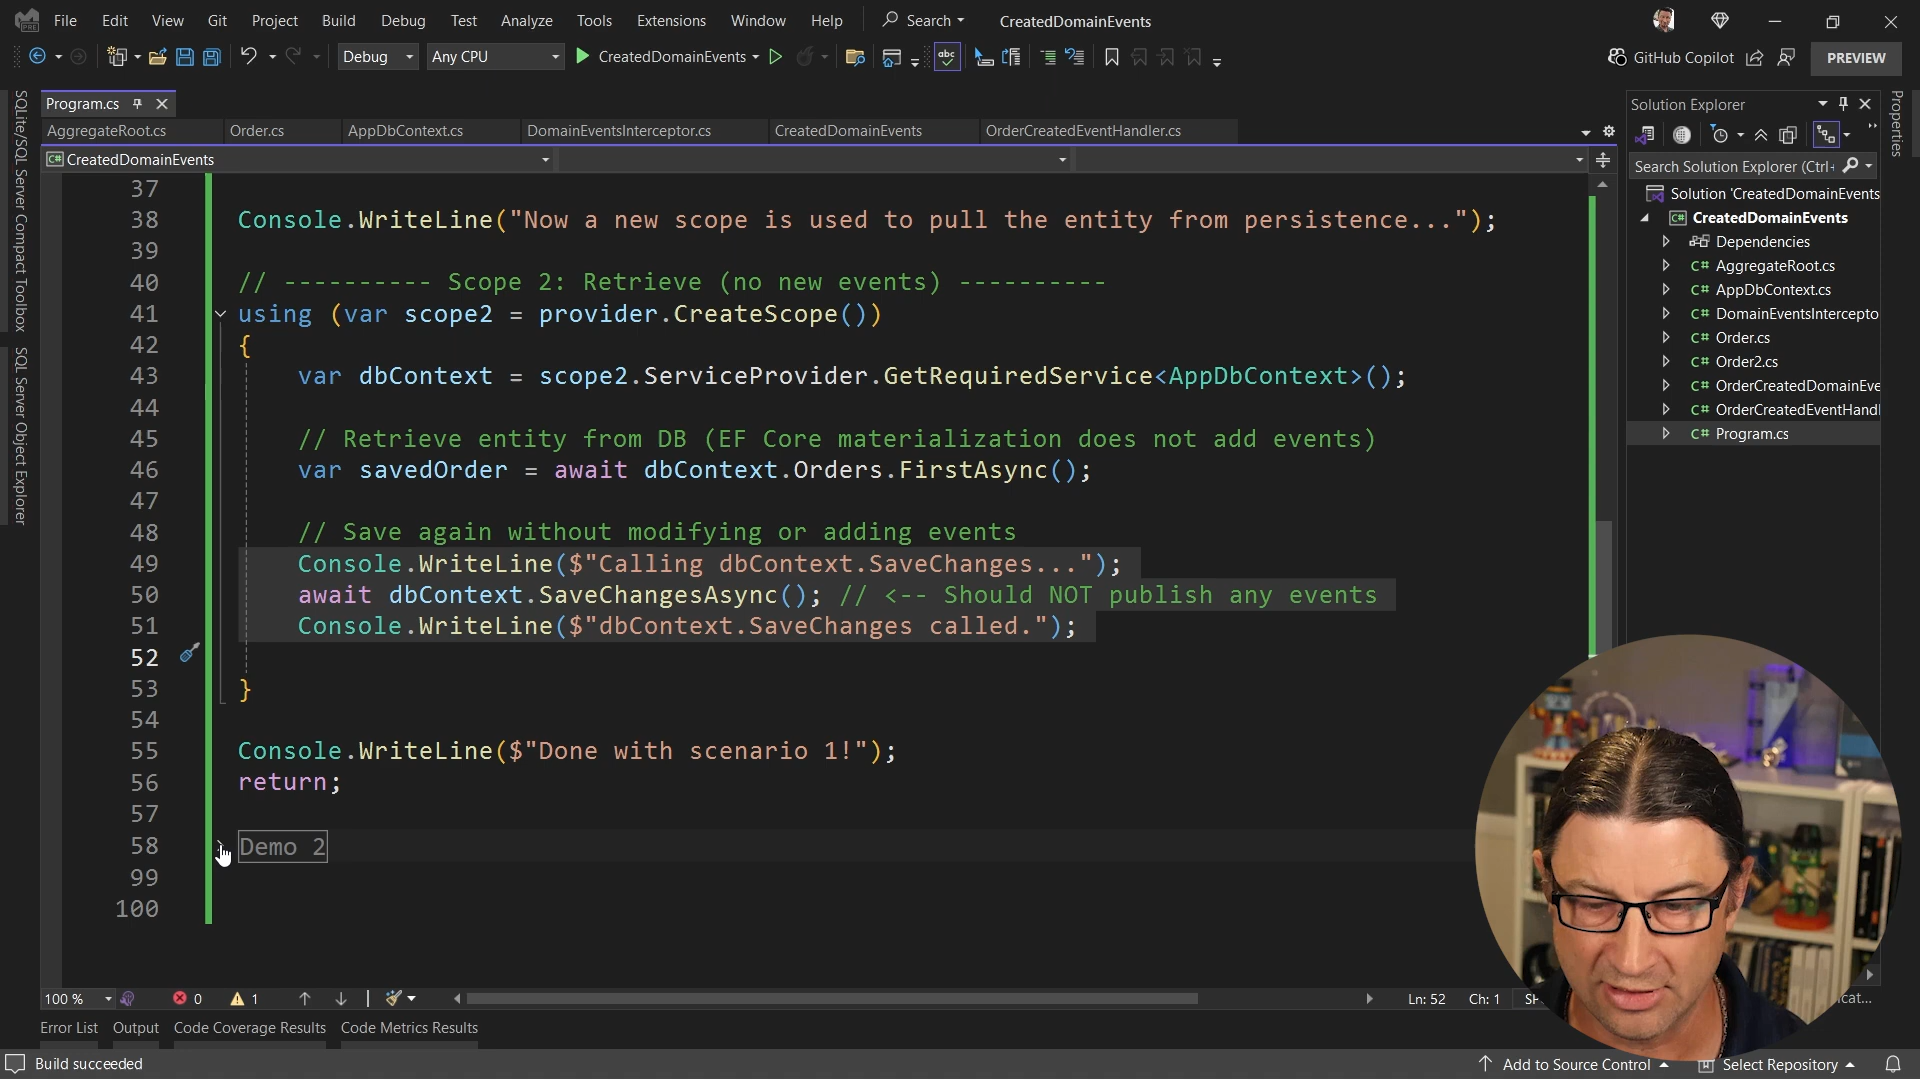 File Edit View Git Project Build Debug Test Analyze Tools Extensions Window Help Search CreatedDomainEvents
Debug Any CPU CreatedDomainEvents GitHub Copilot PREVIEW
Program.cs
AggregateRoot.cs Order.cs AppDbContext.cs DomainEventsInterceptor.cs CreatedDomainEvents OrderCreatedEventHandler.cs
CreatedDomainEvents
37
38 Console.WriteLine("Now a new scope is used to pull the entity from persistence...");
39
40 // ---------- Scope 2: Retrieve (no new events) ----------
41 using (var scope2 = provider.CreateScope())
42 {
43 var dbContext = scope2.ServiceProvider.GetRequiredService<AppDbContext>();
44
45 // Retrieve entity from DB (EF Core materialization does not add events)
46 var savedOrder = await dbContext.Orders.FirstAsync();
47
48 // Save again without modifying or adding events
49 Console.WriteLine($"Calling dbContext.SaveChanges...");
50 await dbContext.SaveChangesAsync(); // <-- Should NOT publish any events
51 Console.WriteLine($"dbContext.SaveChanges called.");
52
53 }
54
55 Console.WriteLine($"Done with scenario 1!");
56 return;
57
58 Demo 2
99
100
100 % 0 1 Ln: 52 Ch: 1
Error List Output Code Coverage Results Code Metrics Results
Build succeeded Add to Source Control Select Repository
SQLite/SQL Server Compact Toolbox
SQL Server Object Explorer
Solution Explorer
Search Solution Explorer (Ctrl+
Solution 'CreatedDomainEvents
CreatedDomainEvents
Dependencies
C# AggregateRoot.cs
C# AppDbContext.cs
C# DomainEventsIntercepto
C# Order.cs
C# Order2.cs
C# OrderCreatedDomainEve
C# OrderCreatedEventHandl
C# Program.cs
Properties